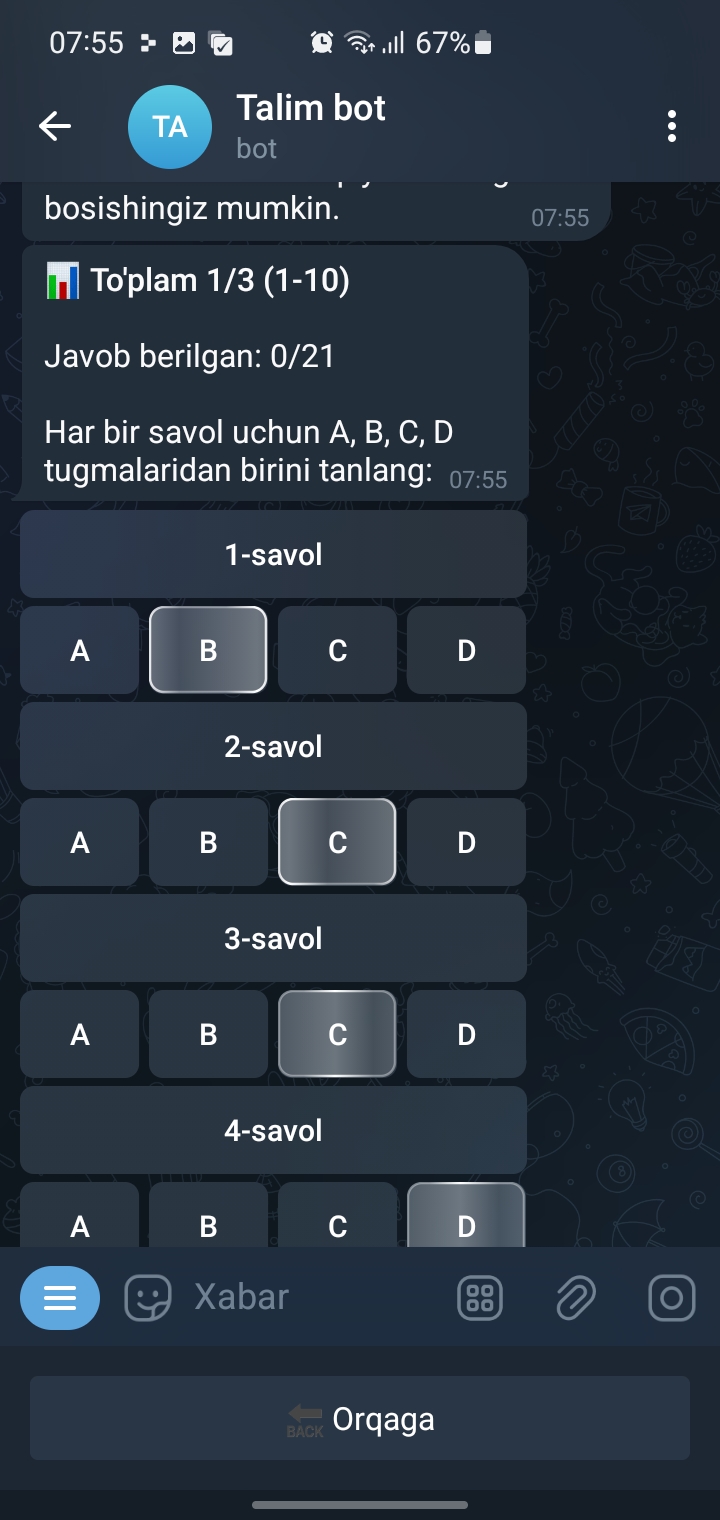 07:55
67%
TA
Talim bot
bot
bosishingiz mumkin.
07:55
To'plam 1/3 (1-10)
Javob berilgan: 0/21
Har bir savol uchun A, B, C, D
tugmalaridan birini tanlang:
07:55
1-savol
A B C D
2-savol
A B C D
3-savol
A B C D
4-savol
A B C D
Xabar
BACK Orqaga